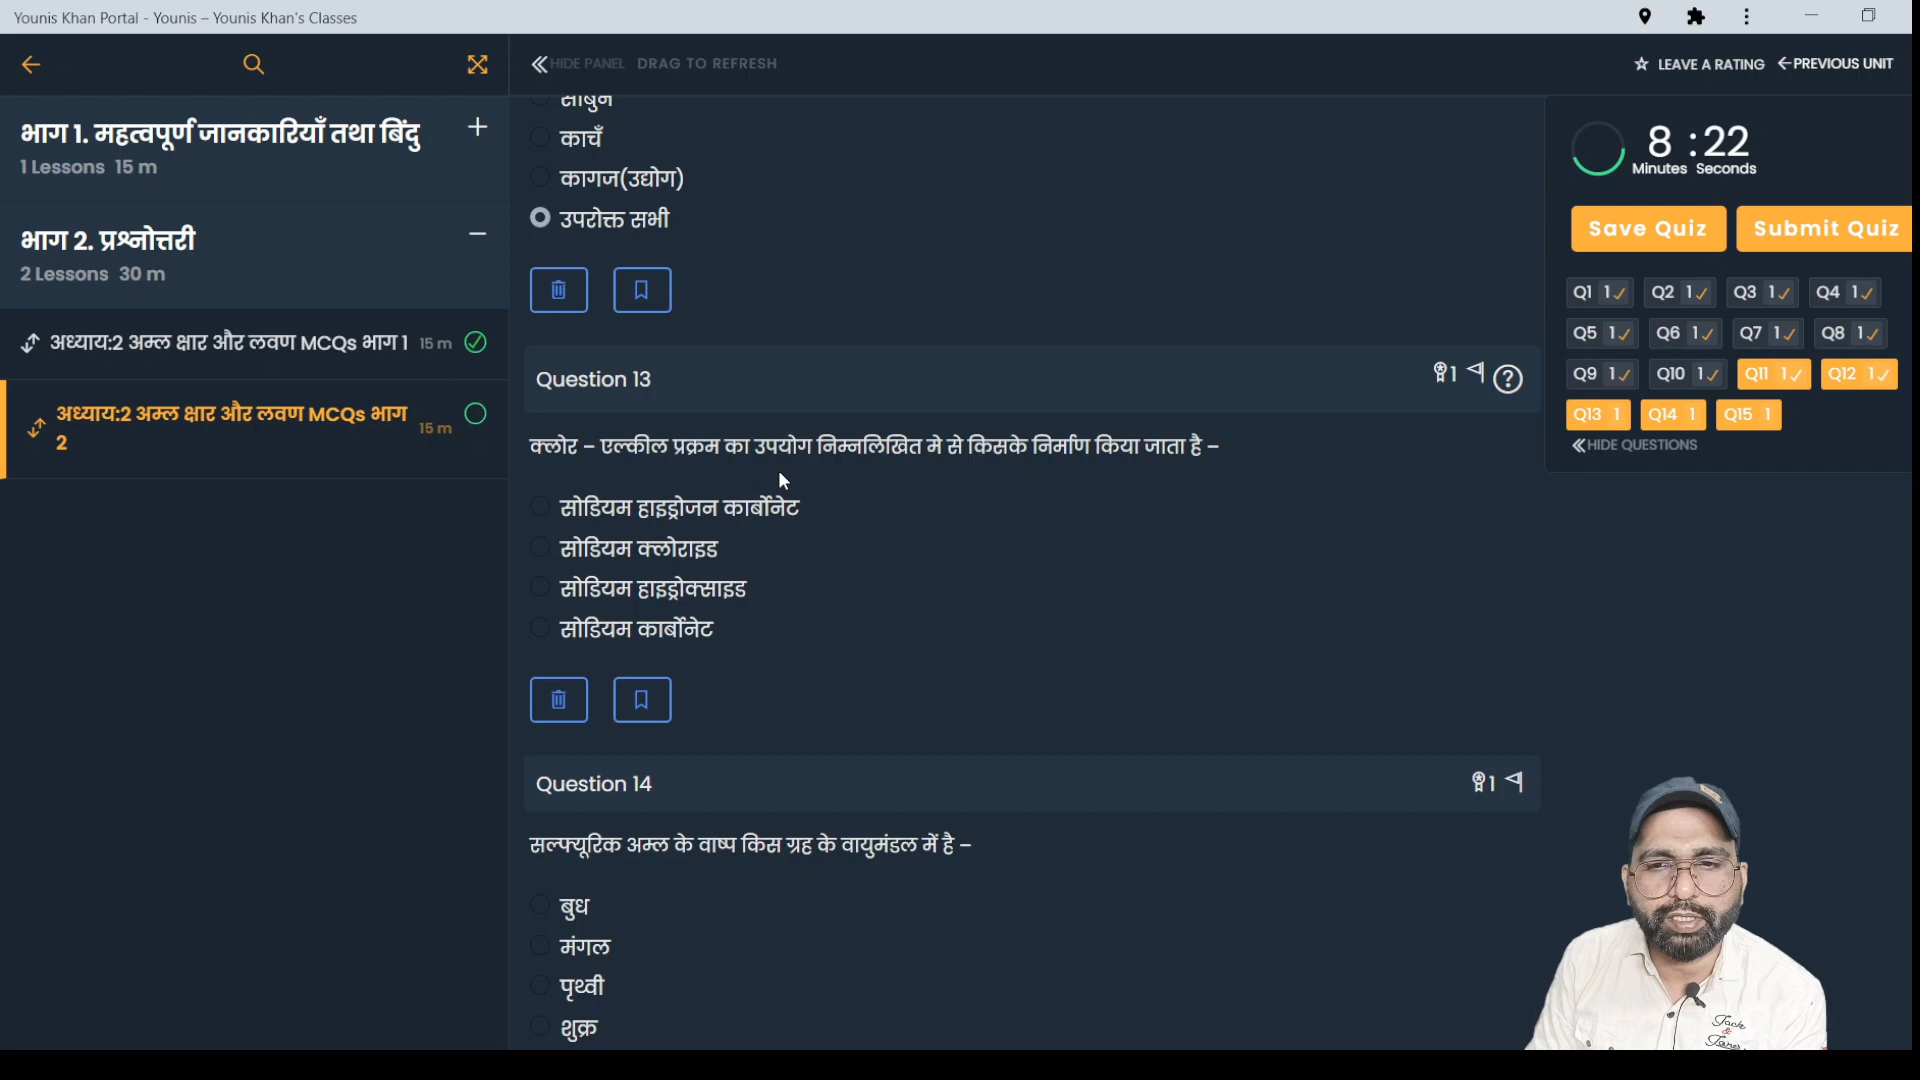 Younis Khan Portal - Younis – Younis Khan's Classes
HIDE PANEL DRAG TO REFRESH
LEAVE A RATING PREVIOUS UNIT
भाग 1. महत्वपूर्ण जानकारियाँ तथा बिंदु
1 Lessons 15 m
भाग 2. प्रश्नोत्तरी
2 Lessons 30 m
अध्याय:2 अम्ल क्षार और लवण MCQs भाग 1 15 m
अध्याय:2 अम्ल क्षार और लवण MCQs भाग
2
15 m
साबुन
काचँ
कागज(उद्योग)
उपरोक्त सभी
Question 13
1
क्लोर – एल्कील प्रक्रम का उपयोग निम्नलिखित मे से किसके निर्माण किया जाता है –
सोडियम हाइड्रोजन कार्बोनेट
सोडियम क्लोराइड
सोडियम हाइड्रोक्साइड
सोडियम कार्बोनेट
Question 14
1
सल्फ्यूरिक अम्ल के वाष्प किस ग्रह के वायुमंडल में है –
बुध
मंगल
पृथ्वी
शुक्र
8 : 22
Minutes Seconds
Save Quiz Submit Quiz
Q1 1 Q2 1 Q3 1 Q4 1
Q5 1 Q6 1 Q7 1 Q8 1
Q9 1 Q10 1 Q11 1 Q12 1
Q13 1 Q14 1 Q15 1
HIDE QUESTIONS
Jack
&
Jones